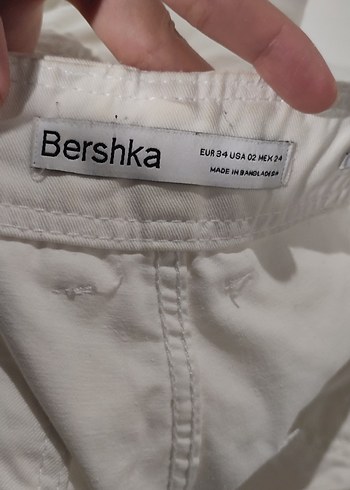 Bershka
EUR 34 USA 02 MEX 24
MADE IN BANGLADESH